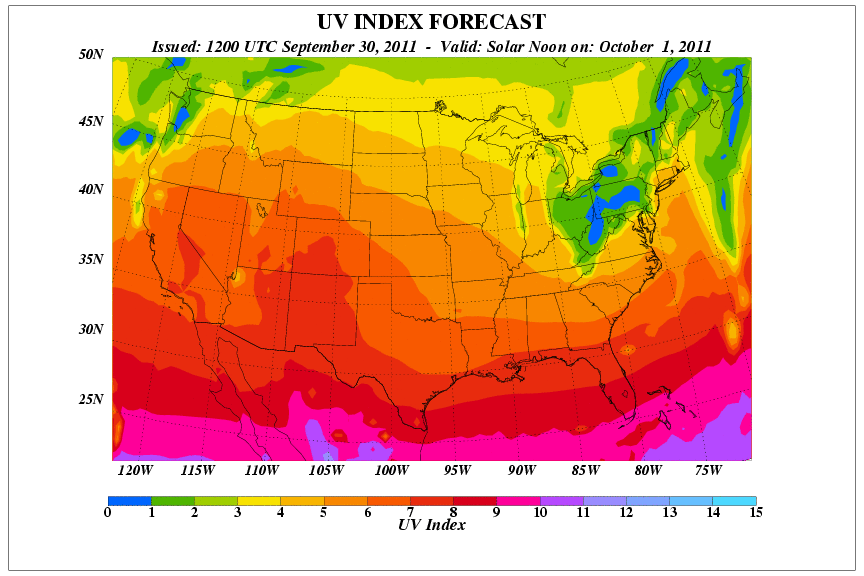 UV INDEX FORECAST
Issued: 1200 UTC September 30, 2011 - Valid: Solar Noon on: October 1, 2011
50N
45N
40N
35N
30N
25N
120W 115W 110W 105W 100W 95W 90W 85W 80W 75W
0 1 2 3 4 5 6 7 8 9 10 11 12 13 14 15
UV Index